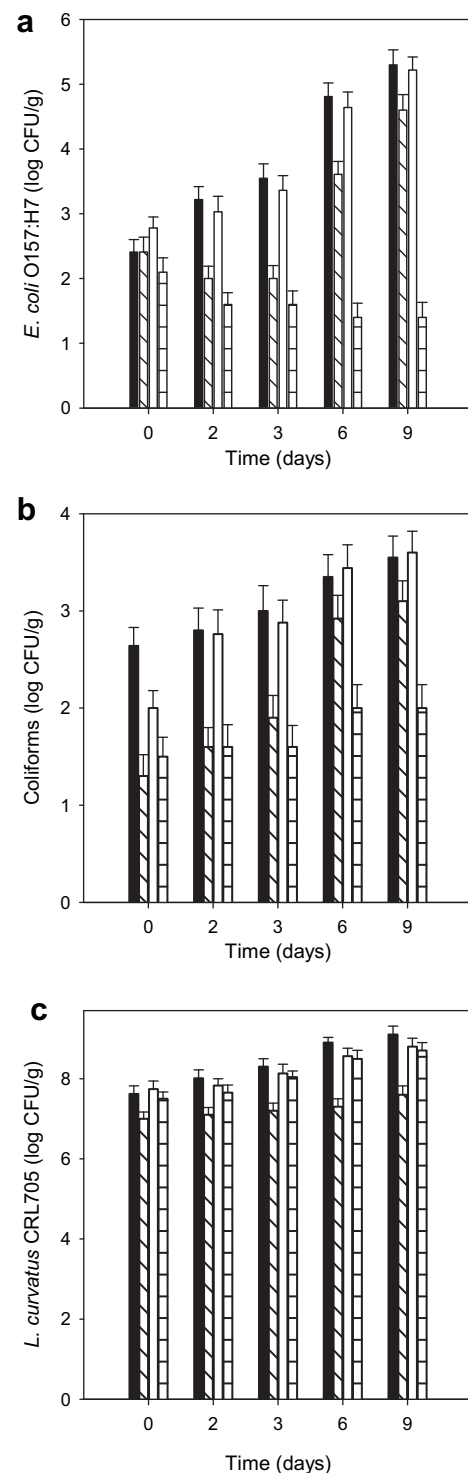 a
E. coli O157:H7 (log CFU/g)
6
5
4
3
2
1
0
0 2 3 6 9
Time (days)
b
Coliforms (log CFU/g)
4
3
2
1
0
0 2 3 6 9
Time (days)
c
L. curvatus CRL705 (log CFU/g)
8
6
4
2
0
0 2 3 6 9
Time (days)